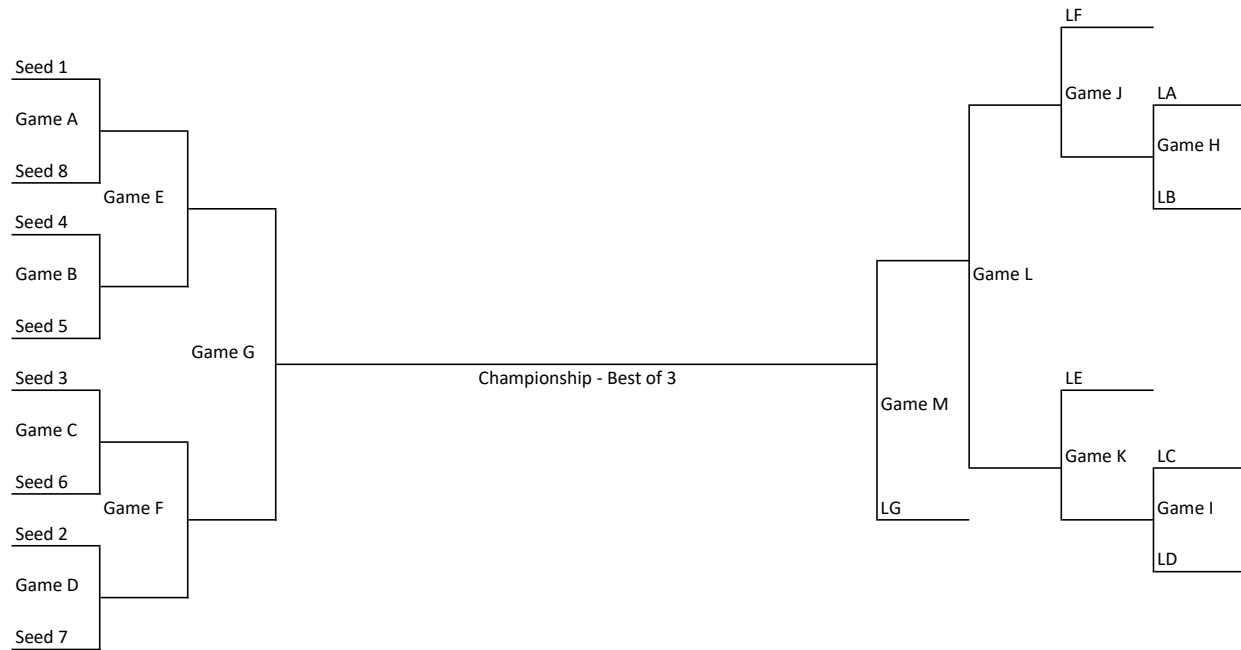 Seed 1
Game A
Seed 8
Game E
Seed 4
Game B
Seed 5
Game G
Seed 3
Game C
Seed 6
Game F
Seed 2
Game D
Seed 7
Championship - Best of 3
LF
Game J
LA
Game H
LB
Game L
Game M
LG
LE
Game K
LC
Game I
LD